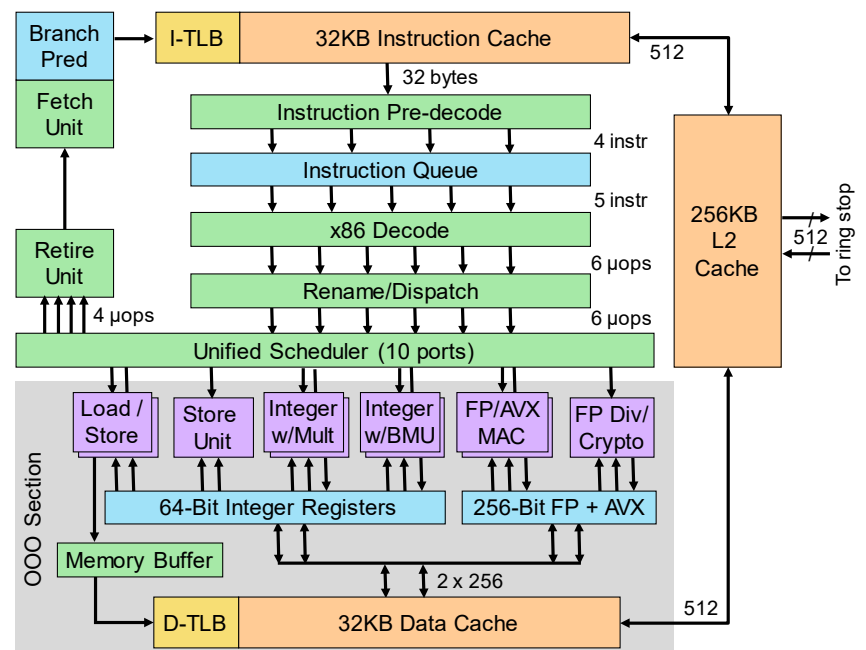 Branch
Pred
I-TLB
32KB Instruction Cache
512
32 bytes
Fetch
Unit
Instruction Pre-decode
4 instr
Instruction Queue
5 instr
256KB
L2
Cache
512
To ring stop
x86 Decode
6 µops
Retire
Unit
Rename/Dispatch
4 µops
6 µops
Unified Scheduler (10 ports)
Load /
Store
Store
Unit
Integer
w/Mult
Integer
w/BMU
FP/AVX
MAC
FP Div/
Crypto
OOO Section
64-Bit Integer Registers
256-Bit FP + AVX
Memory Buffer
2 x 256
512
D-TLB
32KB Data Cache